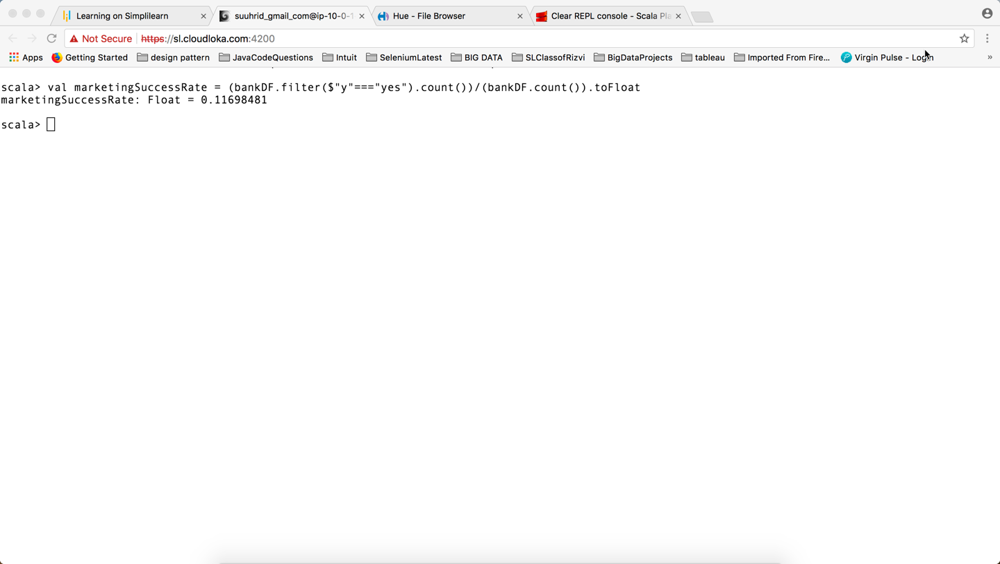 Learning on Simplilearn
suuhrid_gmail_com@ip-10-0-1
Hue - File Browser
Clear REPL console - Scala Pla
Not Secure https://sl.cloudloka.com:4200
Apps Getting Started design pattern JavaCodeQuestions Intuit SeleniumLatest BIG DATA SLClassofRizvi BigDataProjects tableau Imported From Fire... Virgin Pulse - Login »
scala> val marketingSuccessRate = (bankDF.filter($"y"==="yes").count())/(bankDF.count()).toFloat
marketingSuccessRate: Float = 0.11698481
scala>